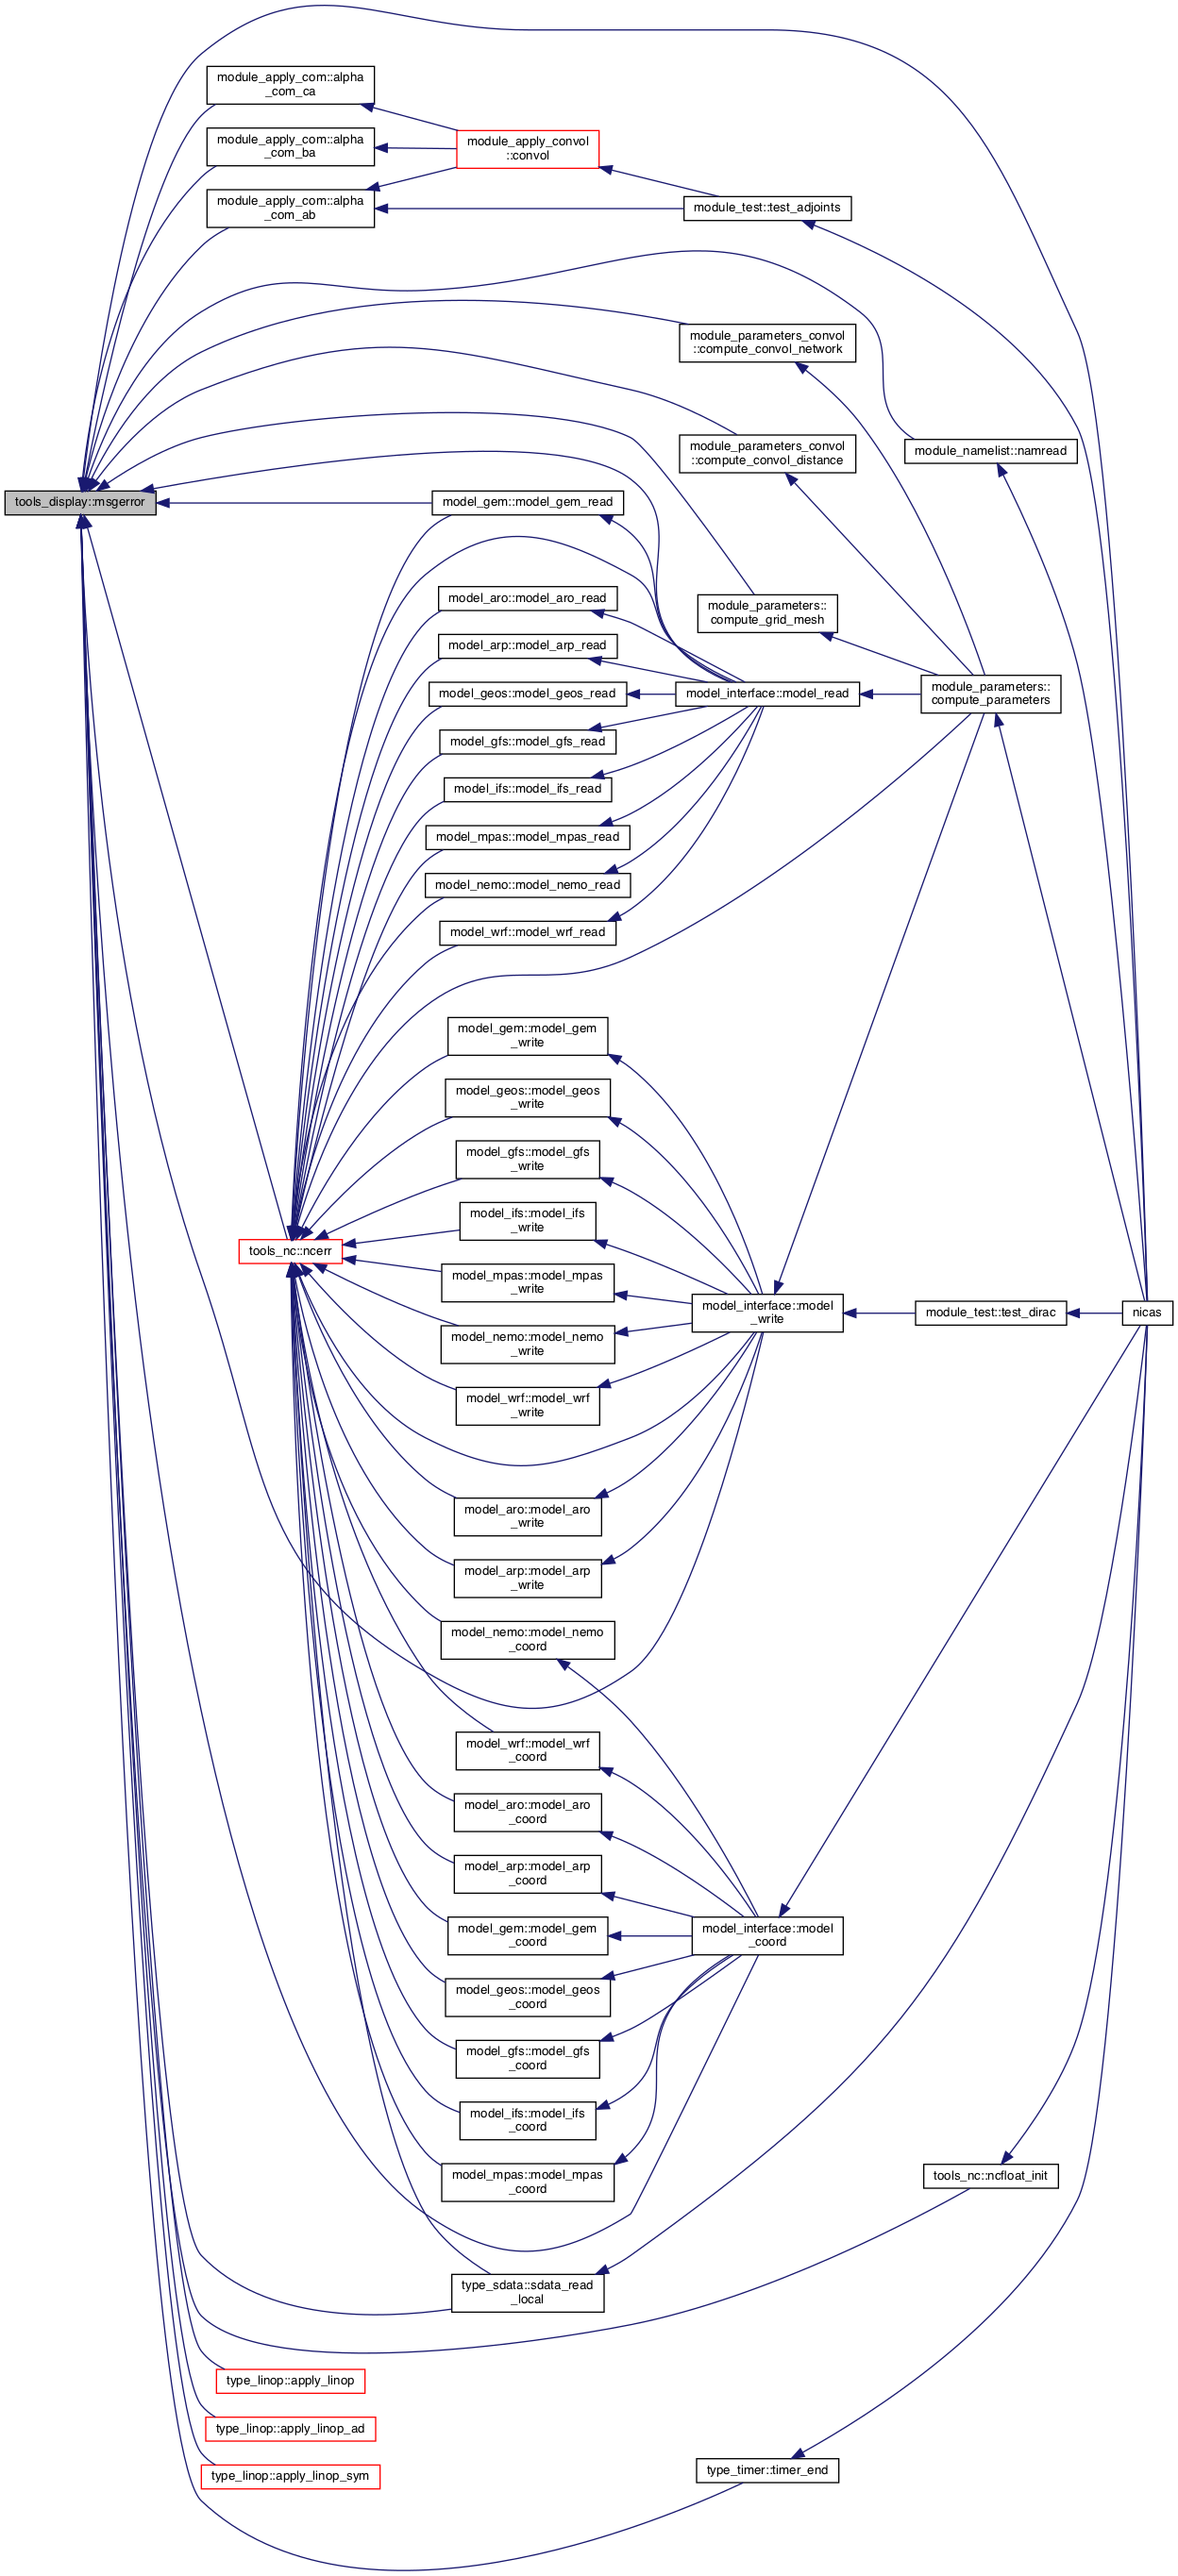 module_apply_com::alpha
_com_ca
module_apply_com::alpha
_com_ba
module_apply_convol
::convol
module_apply_com::alpha
_com_ab
module_test::test_adjoints
module_parameters_convol
::compute_convol_network
module_namelist::namread
module_parameters_convol
::compute_convol_distance
tools_display::msgerror
model_gem::model_gem_read
model_aro::model_aro_read
module_parameters::
compute_grid_mesh
model_arp::model_arp_read
model_geos::model_geos_read
model_interface::model_read
module_parameters::
compute_parameters
model_gfs::model_gfs_read
model_ifs::model_ifs_read
model_mpas::model_mpas_read
model_nemo::model_nemo_read
model_wrf::model_wrf_read
model_gem::model_gem
_write
model_geos::model_geos
_write
model_gfs::model_gfs
_write
model_ifs::model_ifs
_write
tools_nc::ncerr
model_mpas::model_mpas
_write
model_interface::model
_write
module_test::test_dirac
nicas
model_nemo::model_nemo
_write
model_wrf::model_wrf
_write
model_aro::model_aro
_write
model_arp::model_arp
_write
model_nemo::model_nemo
_coord
model_wrf::model_wrf
_coord
model_aro::model_aro
_coord
model_arp::model_arp
_coord
model_gem::model_gem
_coord
model_interface::model
_coord
model_geos::model_geos
_coord
model_gfs::model_gfs
_coord
model_ifs::model_ifs
_coord
model_mpas::model_mpas
_coord
tools_nc::ncfloat_init
type_sdata::sdata_read
_local
type_linop::apply_linop
type_linop::apply_linop_ad
type_linop::apply_linop_sym
type_timer::timer_end